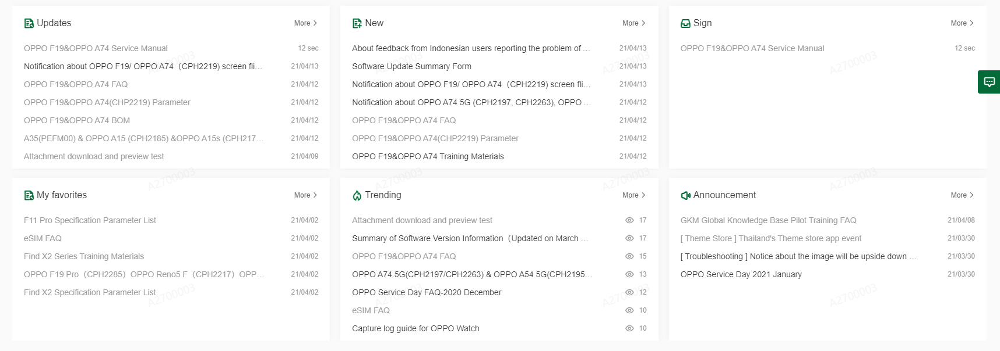 Updates
More >
OPPO F19&OPPO A74 Service Manual
12 sec
Notification about OPPO F19/ OPPO A74（CPH2219) screen fli...
21/04/13
OPPO F19&OPPO A74 FAQ
21/04/12
OPPO F19&OPPO A74(CHP2219) Parameter
21/04/12
OPPO F19&OPPO A74 BOM
21/04/12
A35(PEFM00) & OPPO A15 (CPH2185) &OPPO A15s (CPH217...
21/04/12
Attachment download and preview test
21/04/09
New
More >
About feedback from Indonesian users reporting the problem of ...
21/04/13
Software Update Summary Form
21/04/13
Notification about OPPO F19/ OPPO A74（CPH2219) screen fli...
21/04/13
Notification about OPPO A74 5G (CPH2197, CPH2263), OPPO ...
21/04/12
OPPO F19&OPPO A74 FAQ
21/04/12
OPPO F19&OPPO A74(CHP2219) Parameter
21/04/12
OPPO F19&OPPO A74 Training Materials
21/04/12
Sign
More >
OPPO F19&OPPO A74 Service Manual
12 sec
My favorites
More >
F11 Pro Specification Parameter List
21/04/02
eSIM FAQ
21/04/02
Find X2 Series Training Materials
21/04/02
OPPO F19 Pro（CPH2285）OPPO Reno5 F（CPH2217）OPP...
21/04/02
Find X2 Specification Parameter List
21/04/02
Trending
More >
Attachment download and preview test
17
Summary of Software Version Information（Updated on March ...
17
OPPO F19&OPPO A74 FAQ
15
OPPO A74 5G(CPH2197/CPH2263) & OPPO A54 5G(CPH2195...
13
OPPO Service Day FAQ-2020 December
12
eSIM FAQ
10
Capture log guide for OPPO Watch
10
Announcement
More >
GKM Global Knowledge Base Pilot Training FAQ
21/04/08
[ Theme Store ] Thailand's Theme store app event
21/03/30
[ Troubleshooting ] Notice about the image will be upside down ...
21/03/30
OPPO Service Day 2021 January
21/03/30
A2700003
A2700003
A2700003
A2700003
A2700003
A2700003
A2700003
A2700003
A2700003
A2700003
A2700003
A2700003